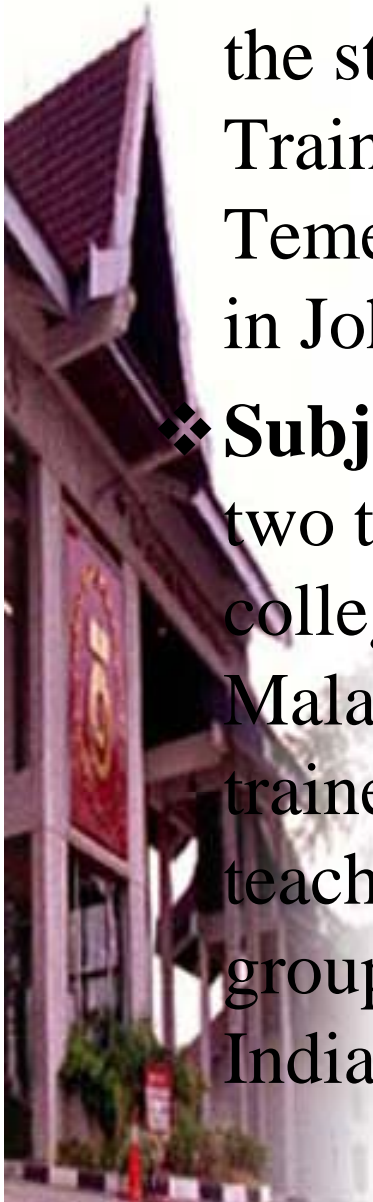 the st
Train
Teme
in Jo
❖ Subj
two t
colle
Mala
traine
teach
group
India